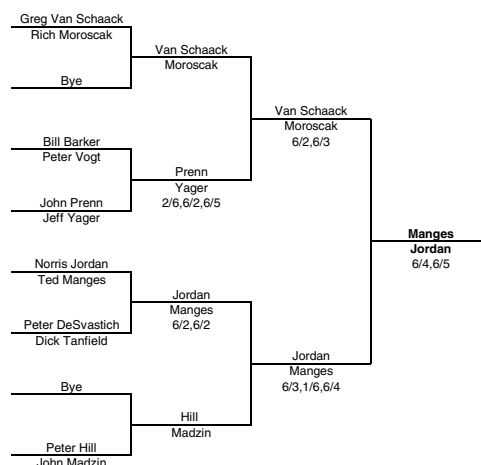 Greg Van Schaack
Rich Moroscak
Bye
Bill Barker
Peter Vogt
John Prenn
Jeff Yager
Norris Jordan
Ted Manges
Peter DeSvastich
Dick Tanfield
Bye
Peter Hill
John Madzin
Van Schaack
Moroscak
Prenn
Yager
2/6,6/2,6/5
Jordan
Manges
6/2,6/2
Hill
Madzin
Van Schaack
Moroscak
6/2,6/3
Jordan
Manges
6/3,1/6,6/4
Manges
Jordan
6/4,6/5